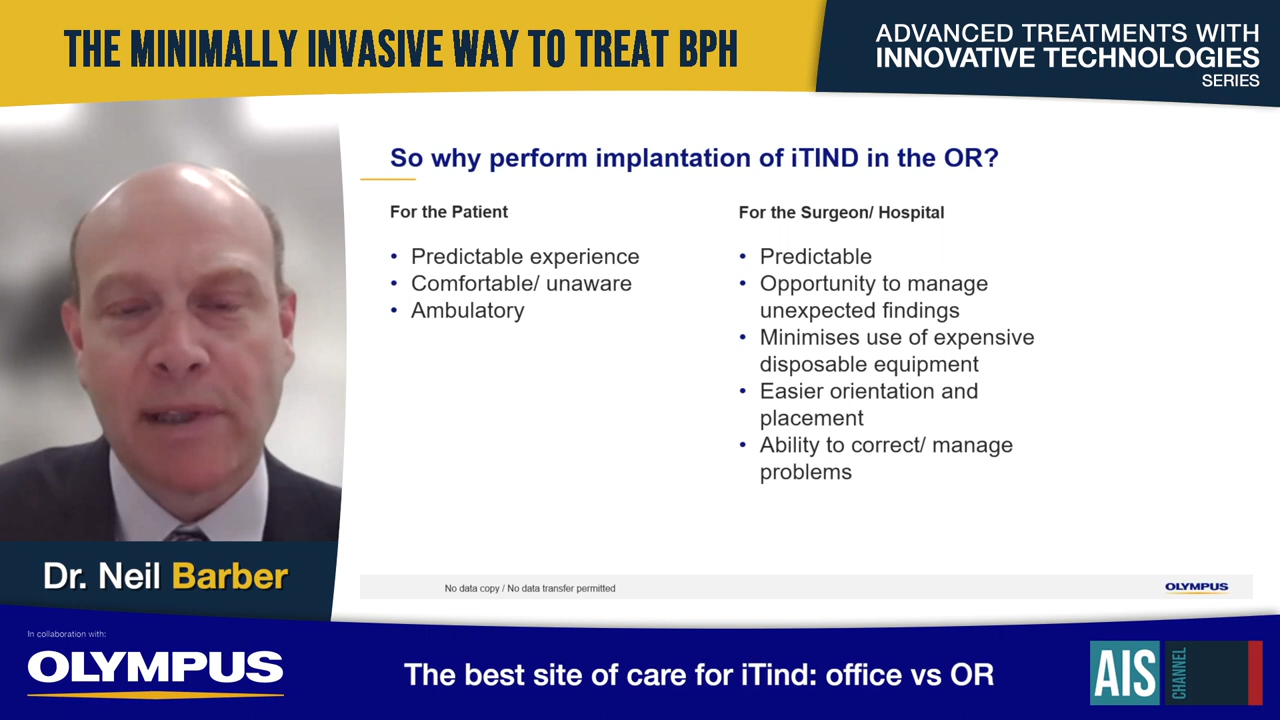 THE MINIMALLY INVASIVE WAY TO TREAT BPH
ADVANCED TREATMENTS WITH
INNOVATIVE TECHNOLOGIES
SERIES
So why perform implantation of iTIND in the OR?
For the Patient
• Predictable experience
• Comfortable/ unaware
• Ambulatory
For the Surgeon/ Hospital
• Predictable
• Opportunity to manage
unexpected findings
• Minimises use of expensive
disposable equipment
• Easier orientation and
placement
• Ability to correct/ manage
problems
No data copy / No data transfer permitted
OLYMPUS
Dr. Neil Barber
In collaboration with:
OLYMPUS
The best site of care for iTind: office vs OR
AIS
CHANNEL